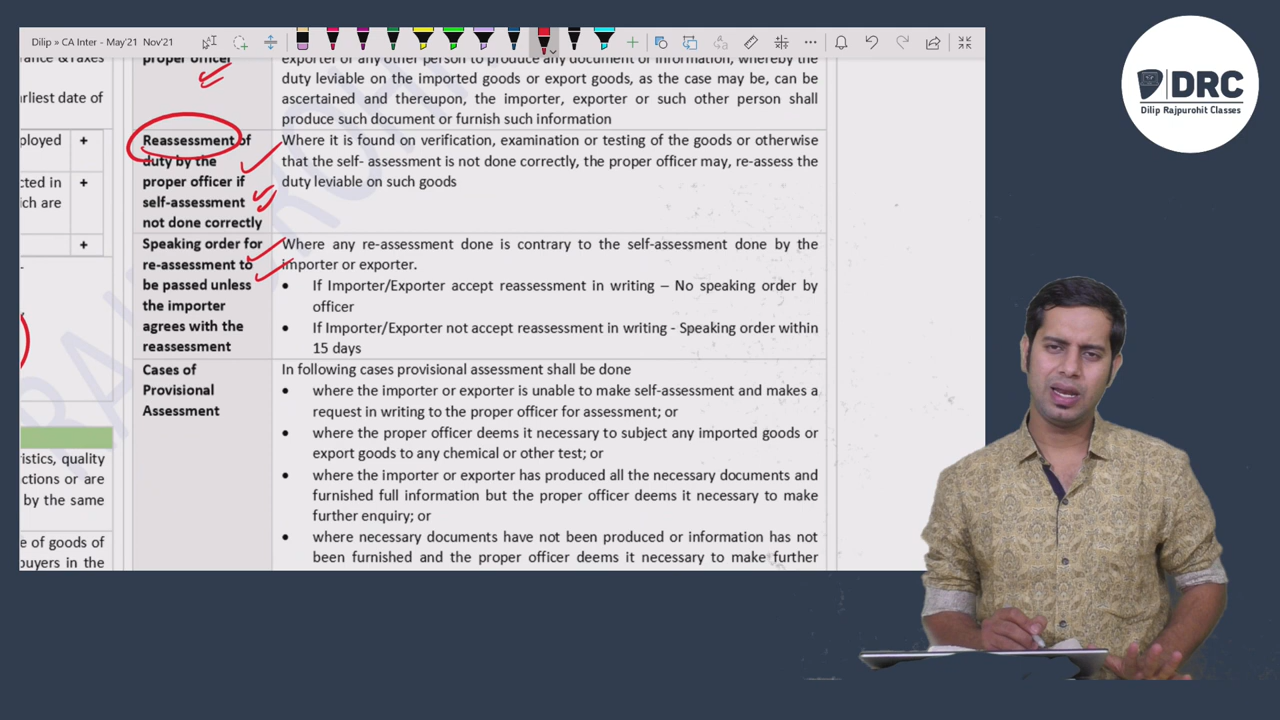 Dilip » CA Inter - May'21 Nov'21
DRC
Dilip Rajpurohit Classes
ance &Taxes
arliest date of
ployed +
cted in +
ich are
+
ristics, quality
ctions or are
by the same
e of goods of
buyers in the
proper officer
exporter or any other person to produce any document or information, whereby the
duty leviable on the imported goods or export goods, as the case may be, can be
ascertained and thereupon, the importer, exporter or such other person shall
produce such document or furnish such information
Reassessment of
duty by the
proper officer if
self-assessment
not done correctly
Where it is found on verification, examination or testing of the goods or otherwise
that the self- assessment is not done correctly, the proper officer may, re-assess the
duty leviable on such goods
Speaking order for
re-assessment to
be passed unless
the importer
agrees with the
reassessment
Where any re-assessment done is contrary to the self-assessment done by the
importer or exporter.
• If Importer/Exporter accept reassessment in writing – No speaking order by
officer
• If Importer/Exporter not accept reassessment in writing - Speaking order within
15 days
Cases of
Provisional
Assessment
In following cases provisional assessment shall be done
• where the importer or exporter is unable to make self-assessment and makes a
request in writing to the proper officer for assessment; or
• where the proper officer deems it necessary to subject any imported goods or
export goods to any chemical or other test; or
• where the importer or exporter has produced all the necessary documents and
furnished full information but the proper officer deems it necessary to make
further enquiry; or
• where necessary documents have not been produced or information has not
been furnished and the proper officer deems it necessary to make further